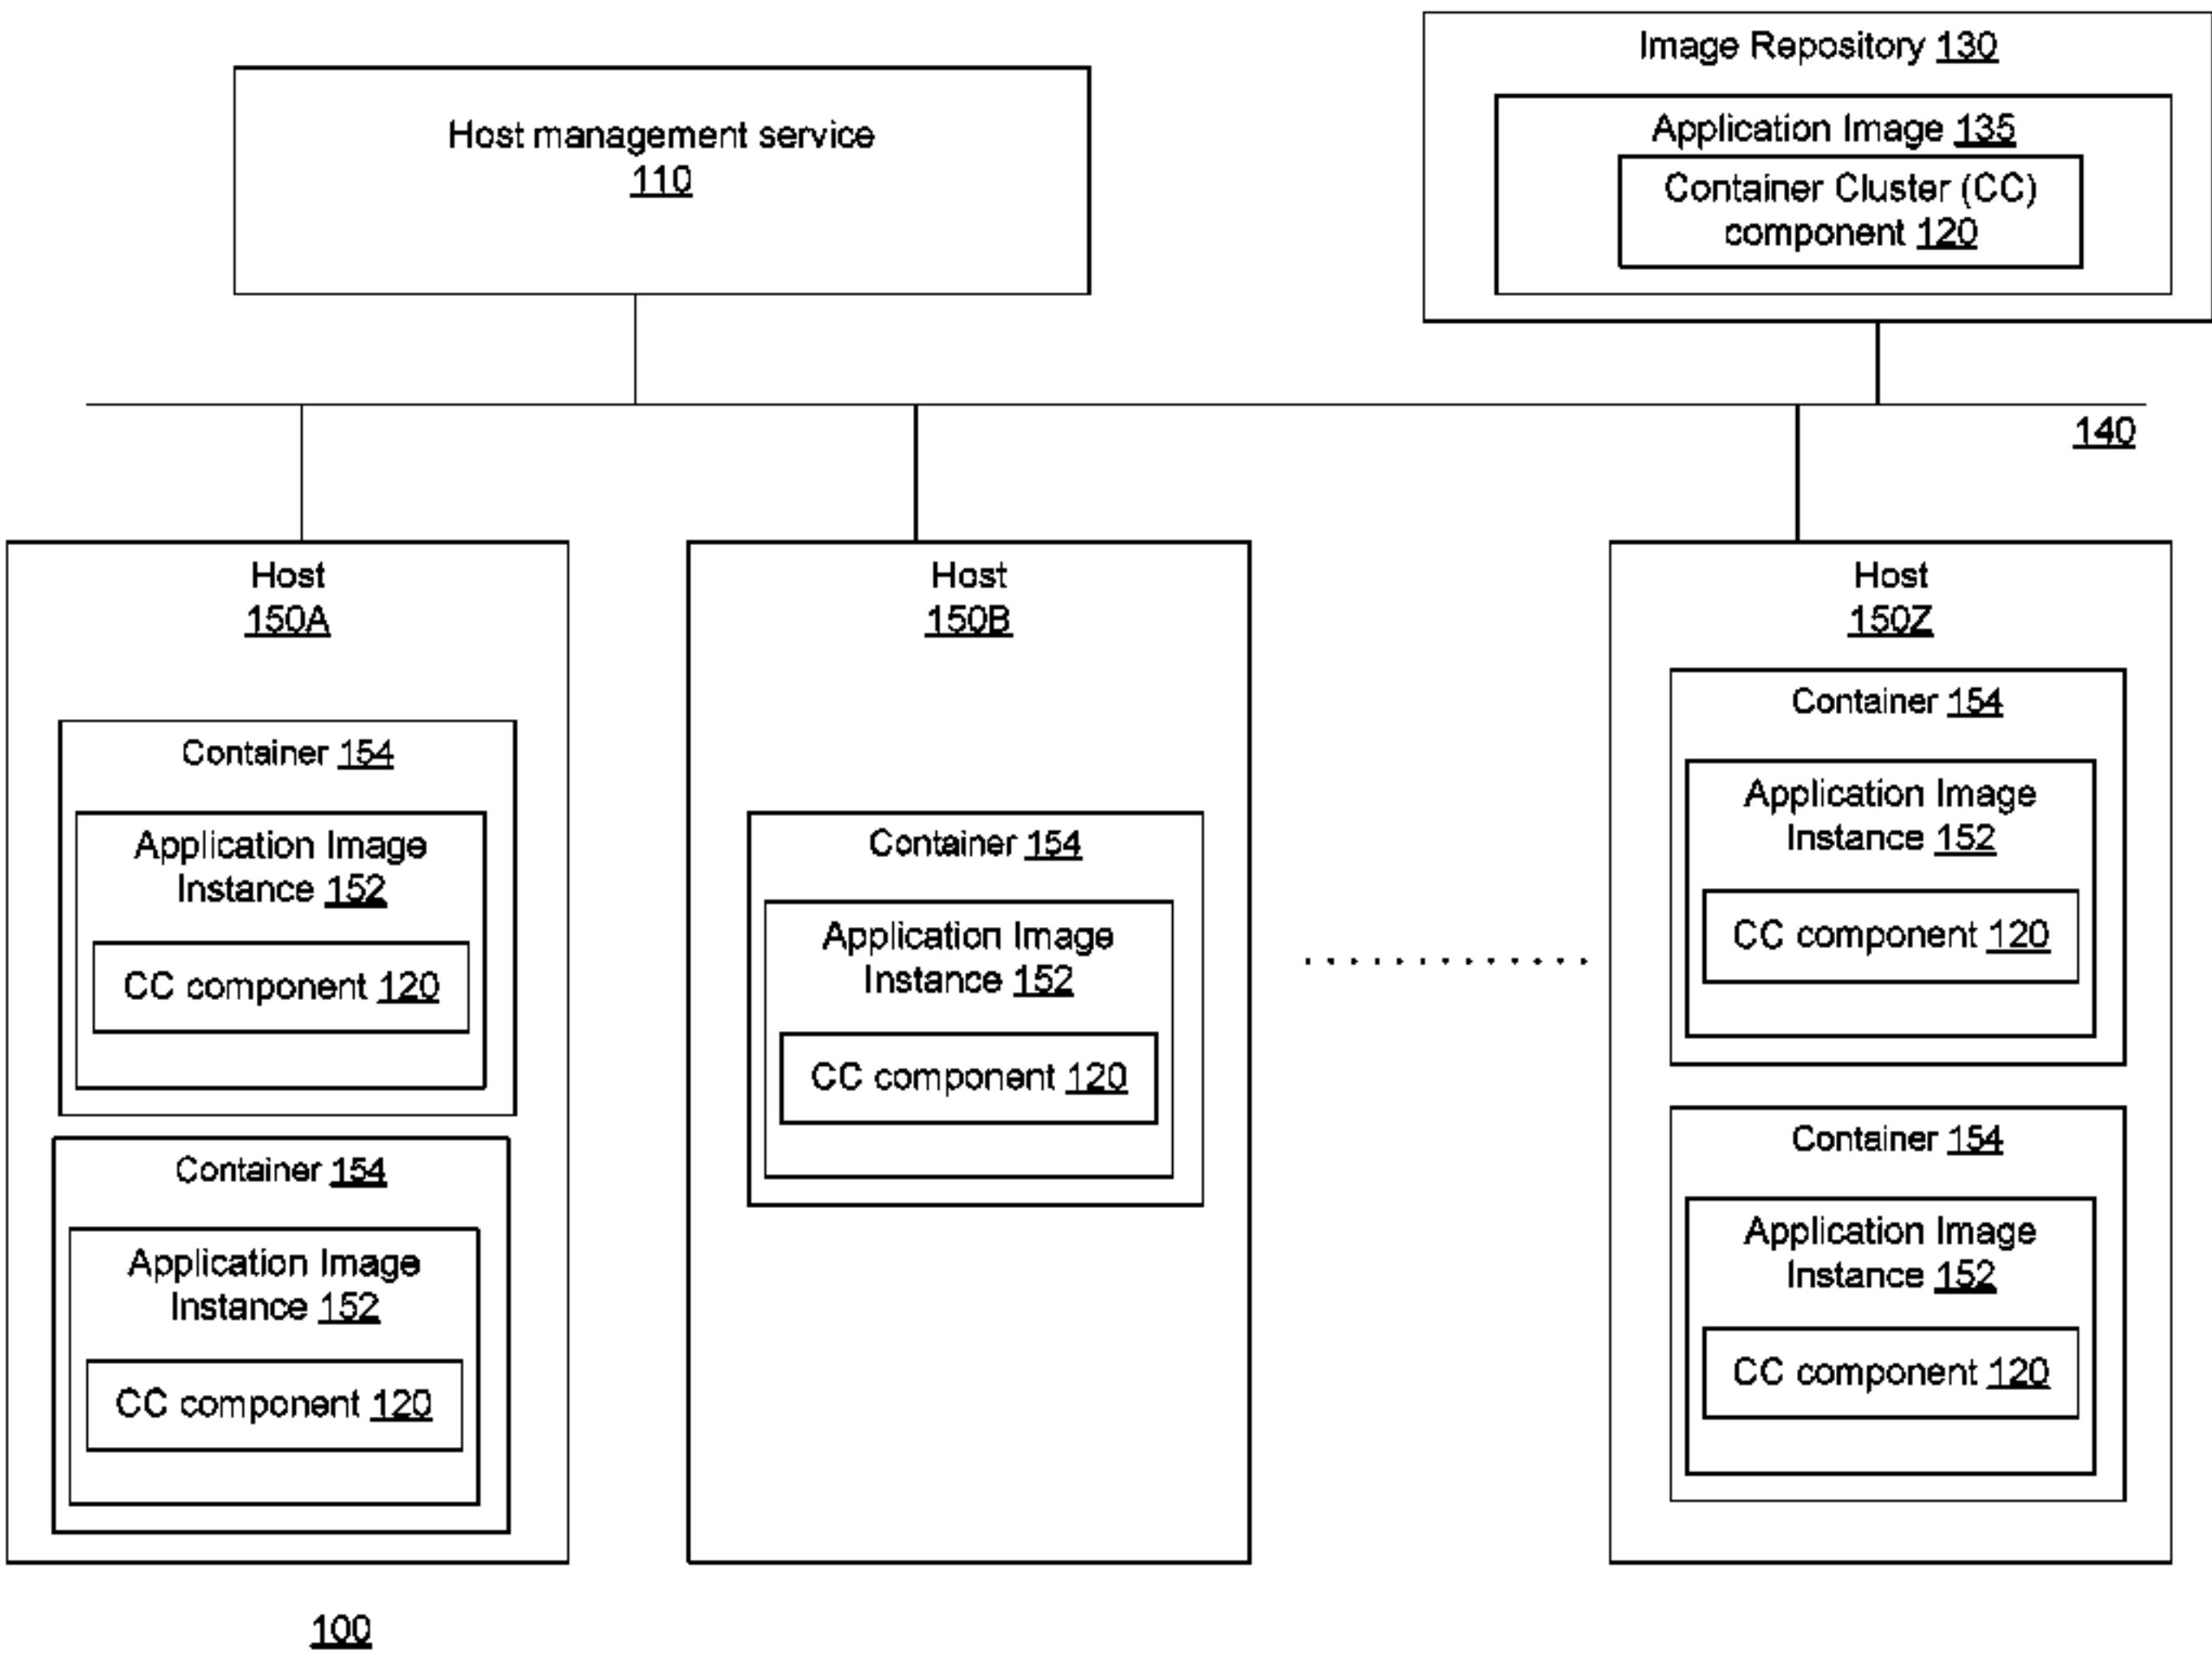 Host management service
110
Image Repository 130
Application Image 135
Container Cluster (CC)
component 120
140
Host
150A
Container 154
Application Image
Instance 152
CC component 120
Container 154
Application Image
Instance 152
CC component 120
Host
150B
Container 154
Application Image
Instance 152
CC component 120
Host
150Z
Container 154
Application Image
Instance 152
CC component 120
Container 154
Application Image
Instance 152
CC component 120
100